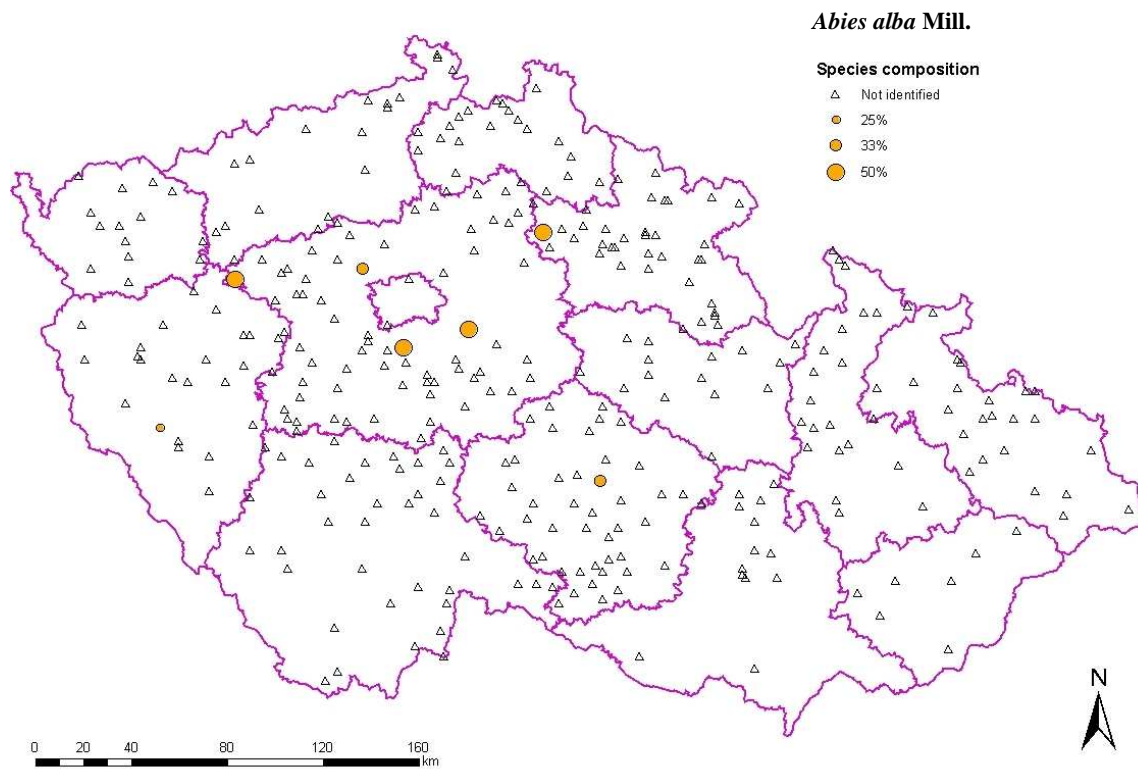 Abies alba Mill.
Species composition
Not identified
25%
33%
50%
N
0 20 40 80 120 160
km